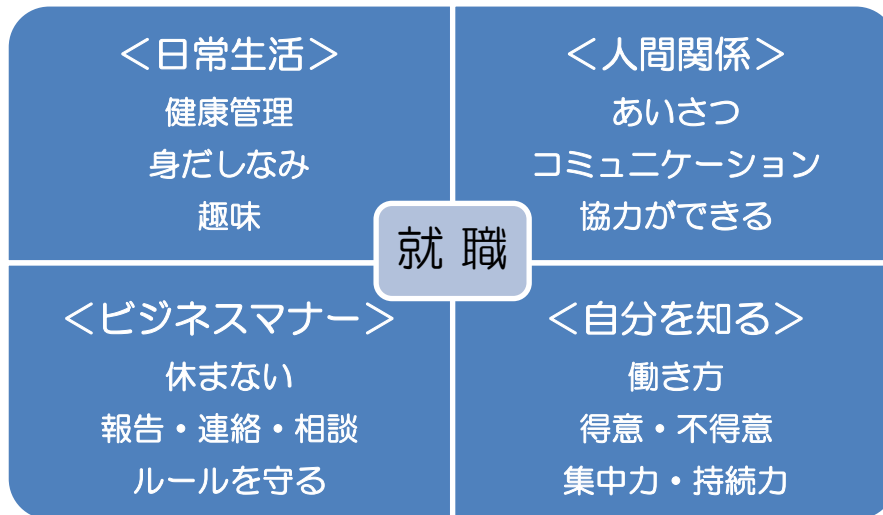 ＜日常生活＞
健康管理
身だしなみ
趣味
＜人間関係＞
あいさつ
コミュニケーション
協力ができる
就 職
＜ビジネスマナー＞
休まない
報告・連絡・相談
ルールを守る
＜自分を知る＞
働き方
得意・不得意
集中力・持続力